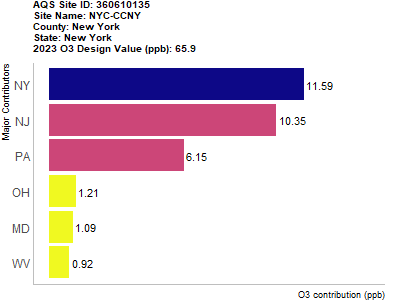 AQS Site ID: 360610135
Site Name: NYC-CCNY
County: New York
State: New York
2023 O3 Design Value (ppb): 65.9
Major Contributors
NY 11.59
NJ 10.35
PA 6.15
OH 1.21
MD 1.09
WV 0.92
O3 contribution (ppb)